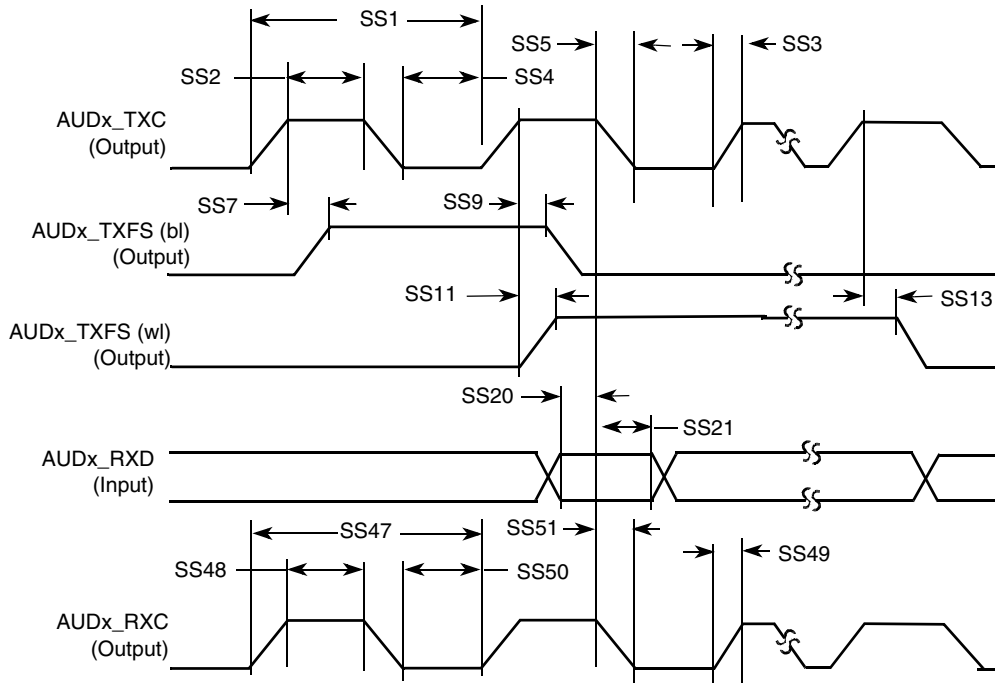 SS1
SS5
SS3
SS2
SS4
AUDx_TXC
(Output)
SS7
SS9
AUDx_TXFS (bl)
(Output)
SS11
SS13
AUDx_TXFS (wl)
(Output)
SS20
SS21
AUDx_RXD
(Input)
SS47
SS51
SS49
SS48
SS50
AUDx_RXC
(Output)